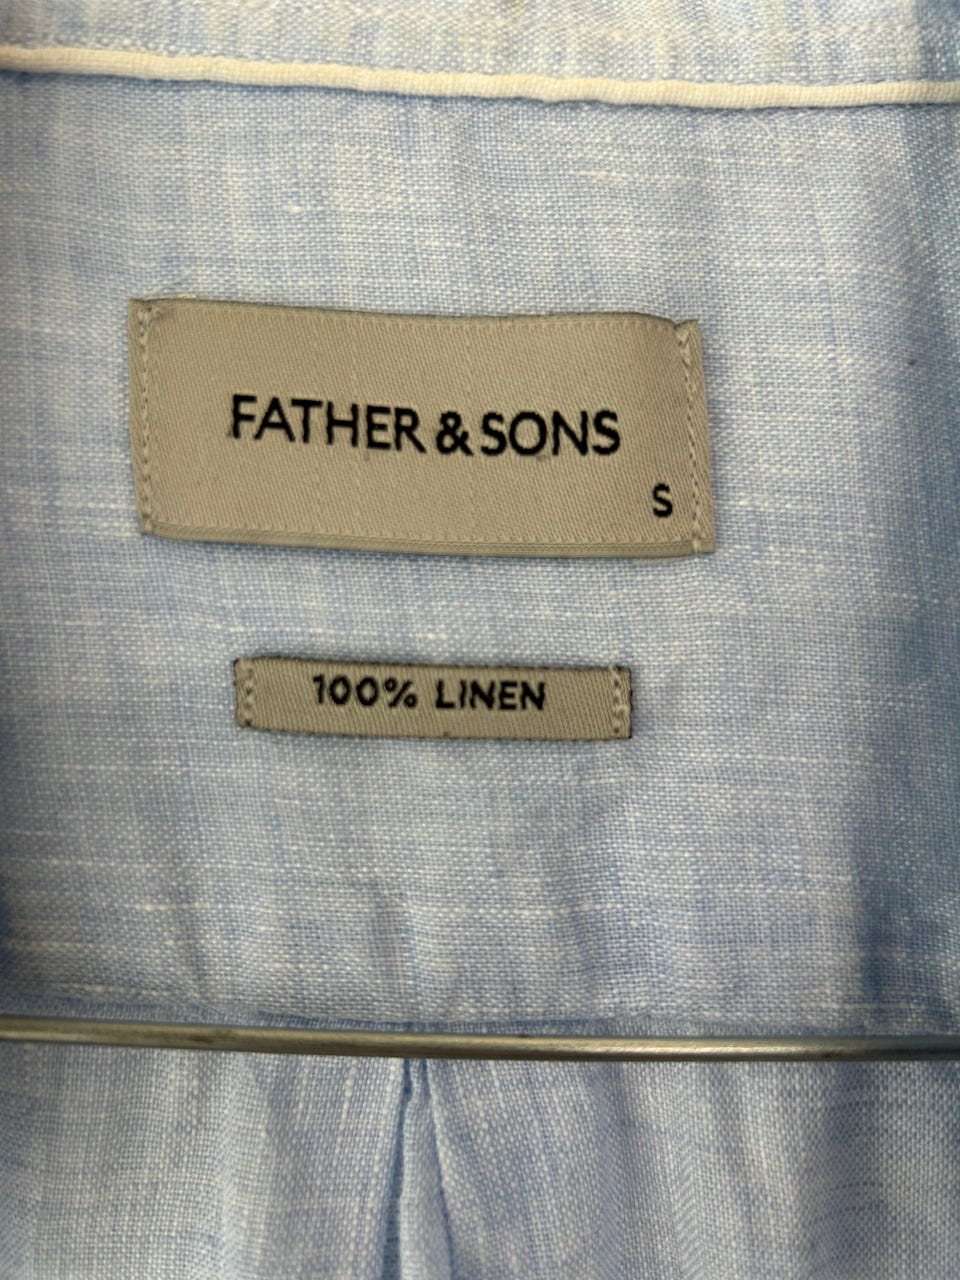 FATHER & SONS
S
100% LINEN